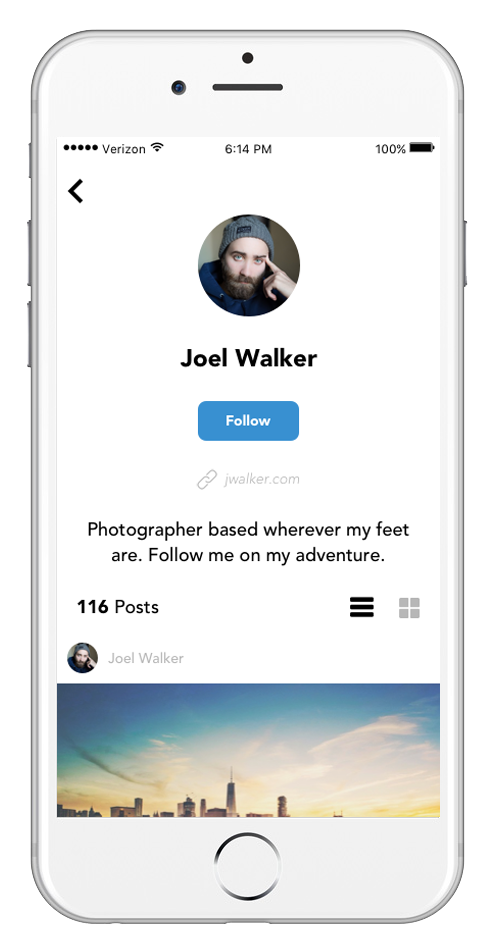 Verizon 6:14 PM 100%
Joel Walker
Follow
jwalker.com
Photographer based wherever my feet
are. Follow me on my adventure.
116 Posts
Joel Walker